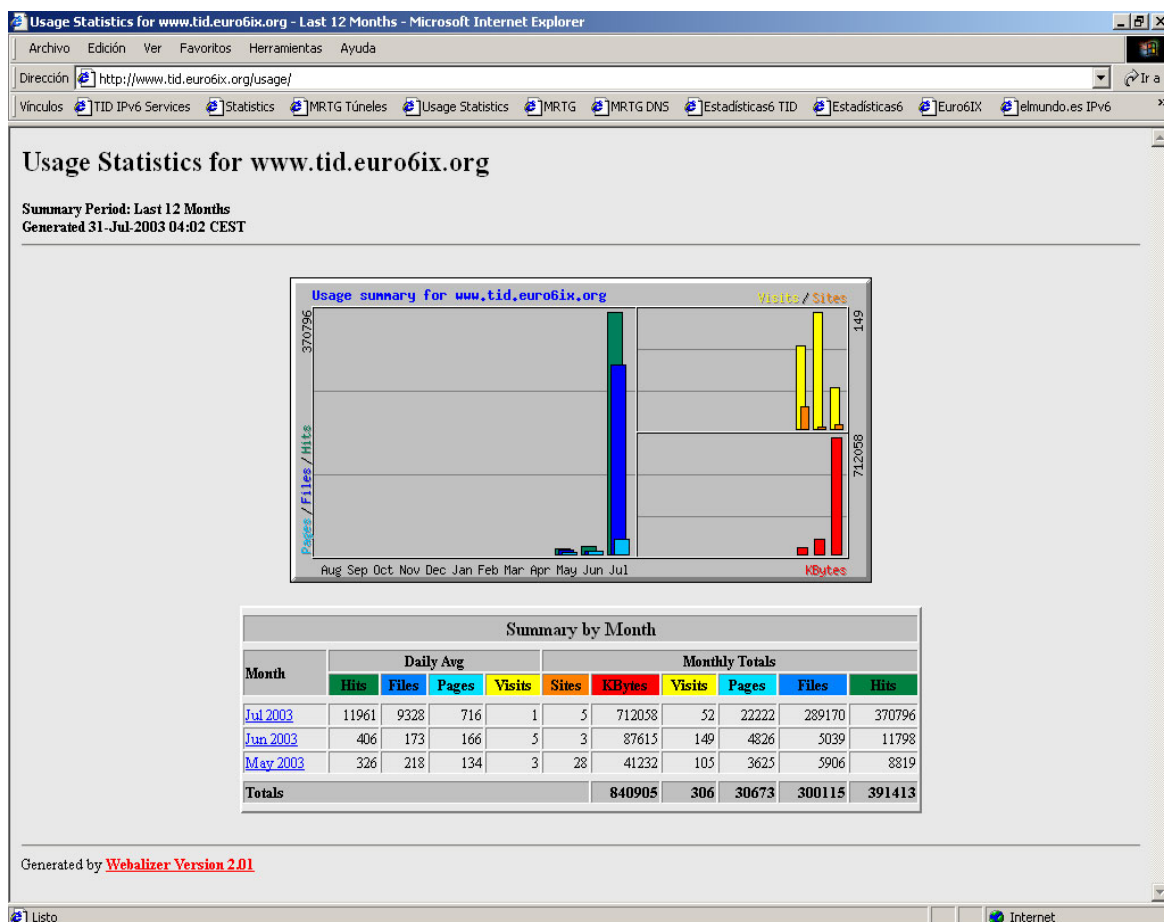 Usage Statistics for www.tid.euro6ix.org - Last 12 Months - Microsoft Internet Explorer
Archivo Edición Ver Favoritos Herramientas Ayuda
Dirección http://www.tid.euro6ix.org/usage/ Ir a
Vínculos TID IPv6 Services Statistics MRTG Túneles Usage Statistics MRTG MRTG DNS Estadísticas6 TID Estadísticas6 Euro6IX elmundo.es IPv6 »
Usage Statistics for www.tid.euro6ix.org
Summary Period: Last 12 Months
Generated 31-Jul-2003 04:02 CEST
Usage summary for www.tid.euro6ix.org Visits / Sites
370796
149
Pages / Files / Hits
712058
Aug Sep Oct Nov Dec Jan Feb Mar Apr May Jun Jul KBytes
Summary by Month
Month Daily Avg Monthly Totals
Hits Files Pages Visits Sites KBytes Visits Pages Files Hits
Jul 2003 11961 9328 716 1 5 712058 52 22222 289170 370796
Jun 2003 406 173 166 5 3 87615 149 4826 5039 11798
May 2003 326 218 134 3 28 41232 105 3625 5906 8819
Totals 840905 306 30673 300115 391413
Generated by Webalizer Version 2.01
Listo Internet